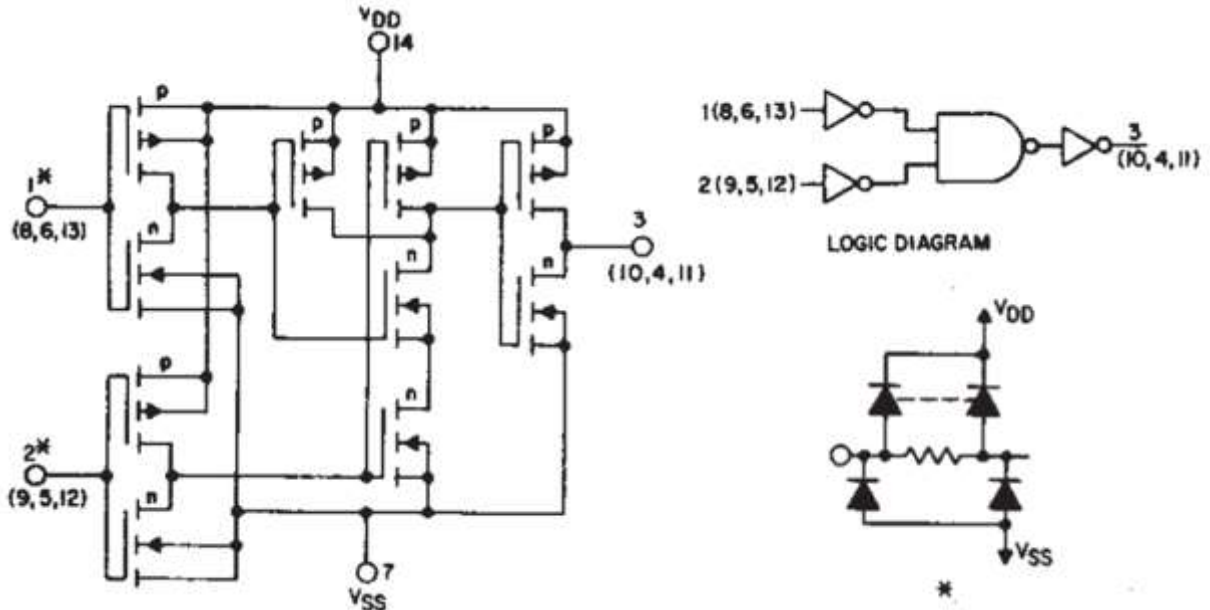 VDD
14
p
p
p
p
1*
(8,6,13)
n
n
n
3
(10,4,11)
p
n
2*
(9,5,12)
n
7
VSS
1(8,6,13)
2(9,5,12)
3
(10,4,11)
LOGIC DIAGRAM
VDD
VSS
*